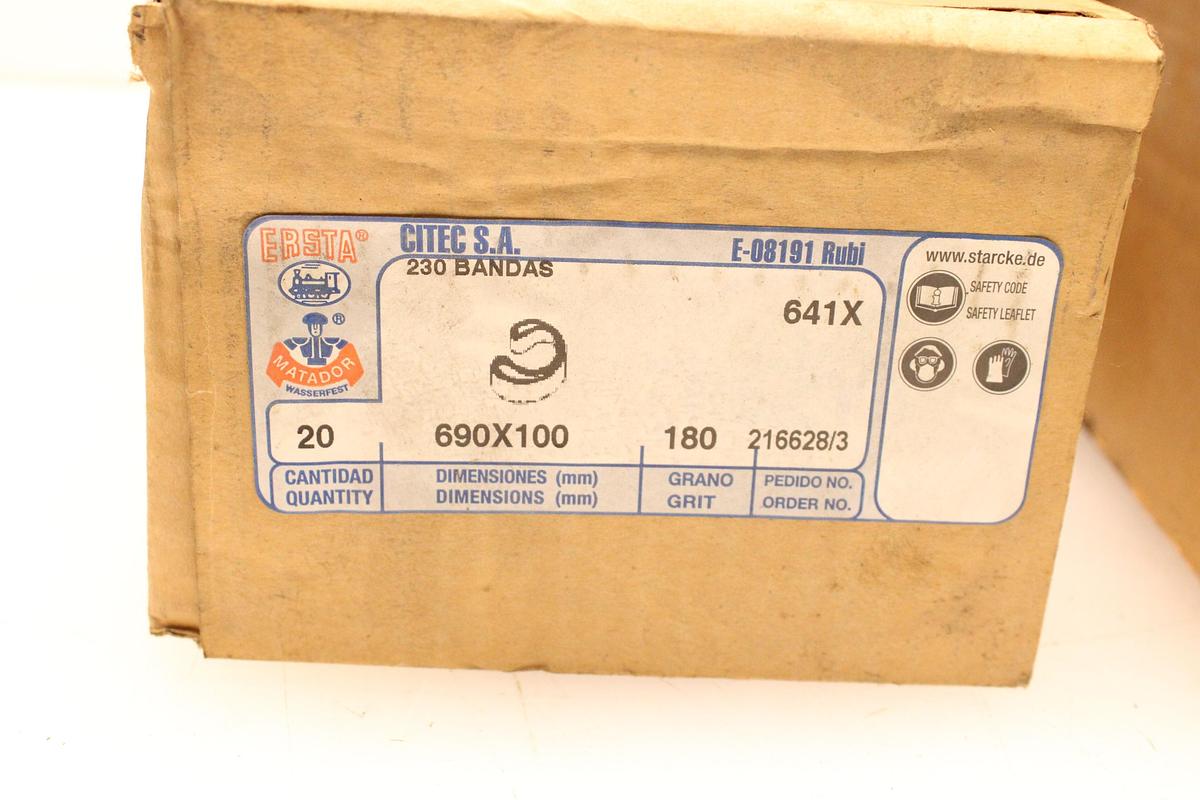 ERSTA®
CITEC S.A.
E-08191 Rubi
www.starcke.de
230 BANDAS
641X
SAFETY CODE
SAFETY LEAFLET
®
MATADOR
WASSERFEST
20
690X100
180
216628/3
CANTIDAD
QUANTITY
DIMENSIONES (mm)
DIMENSIONS (mm)
GRANO
GRIT
PEDIDO NO.
ORDER NO.